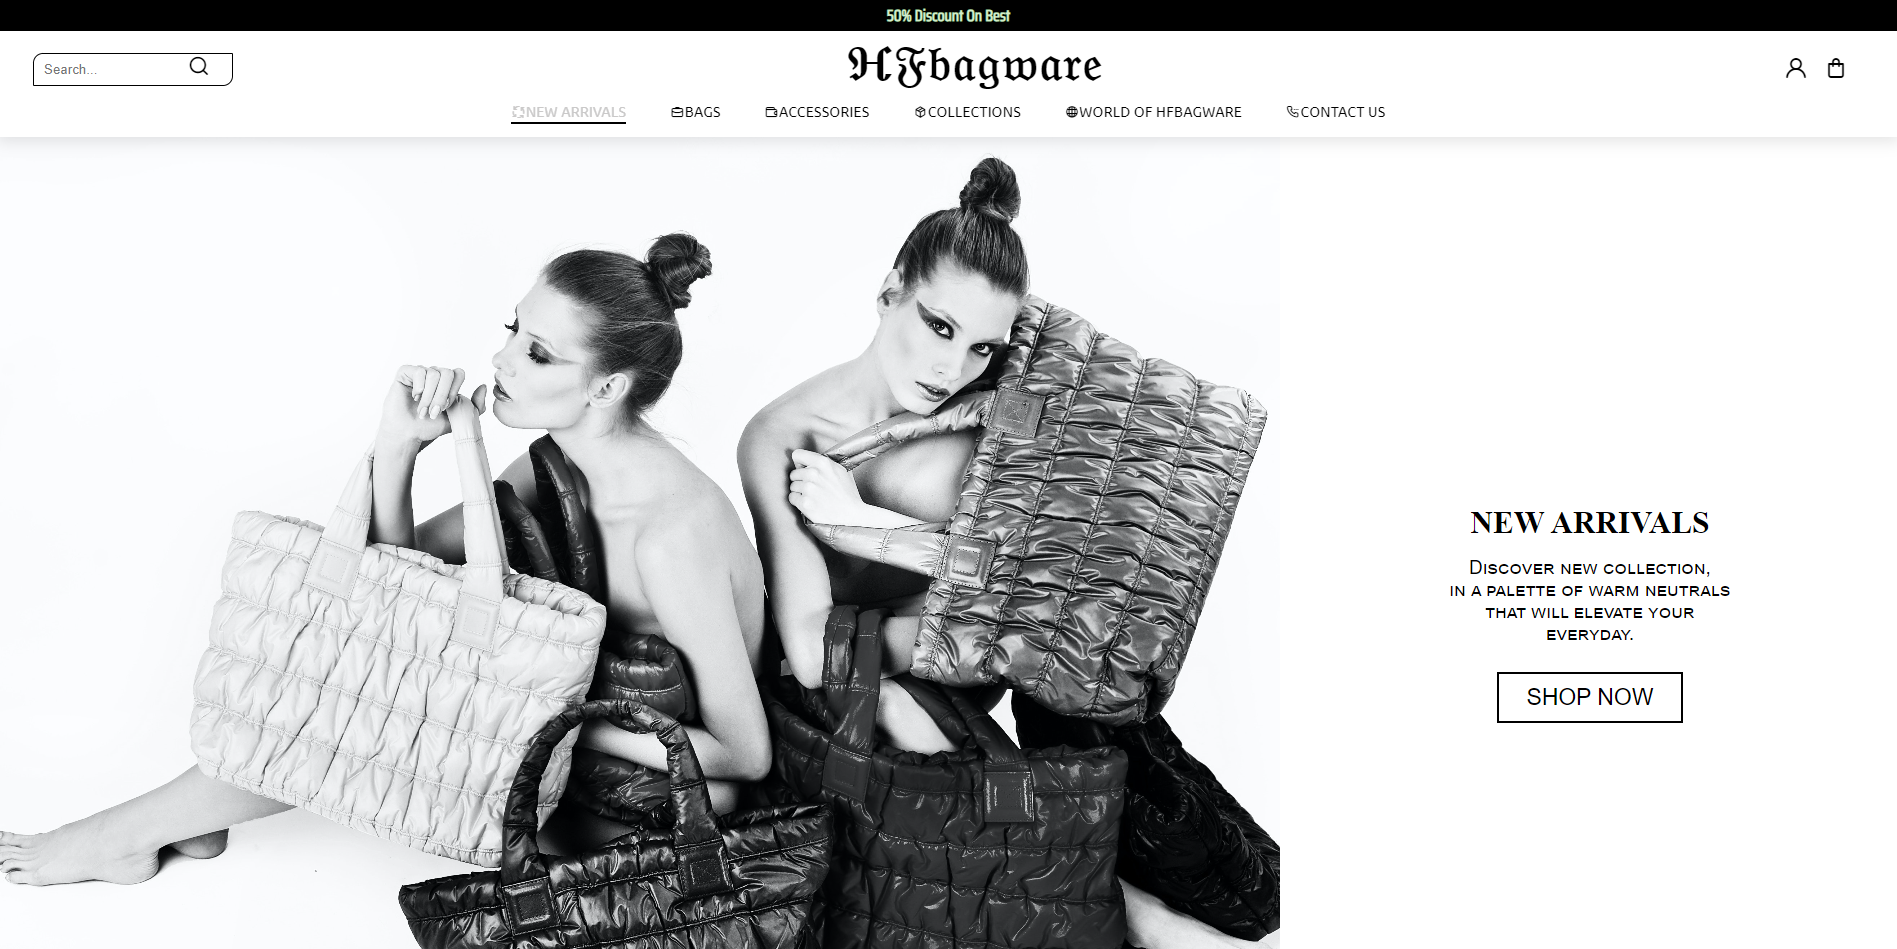 50% Discount On Best
Search...
HFbagware
NEW ARRIVALS
BAGS
ACCESSORIES
COLLECTIONS
WORLD OF HFBAGWARE
CONTACT US
NEW ARRIVALS
DISCOVER NEW COLLECTION,
IN A PALETTE OF WARM NEUTRALS
THAT WILL ELEVATE YOUR
EVERYDAY.
SHOP NOW